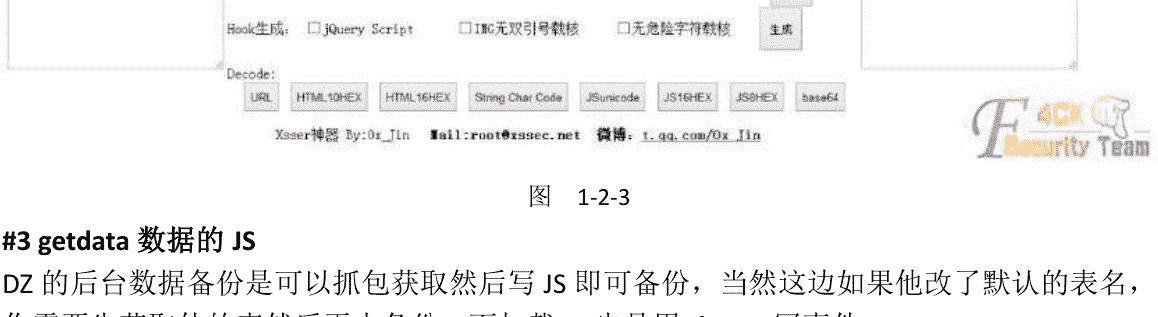 Hook生成: jQuery Script IMG无双引号载核 无危险字符载核 生成
Decode:
URL HTML10HEX HTML16HEX String Char Code JSunicode JS16HEX JS8HEX base64
Xsser神器 By:0x_Jin Mail:root@xssec.net 微博: t.qq.com/0x_Jin
F4CK
Security Team
图 1-2-3
#3 getdata 数据的 JS
DZ 的后台数据备份是可以抓包获取然后写 JS 即可备份，当然这边如果他改了默认的表名，